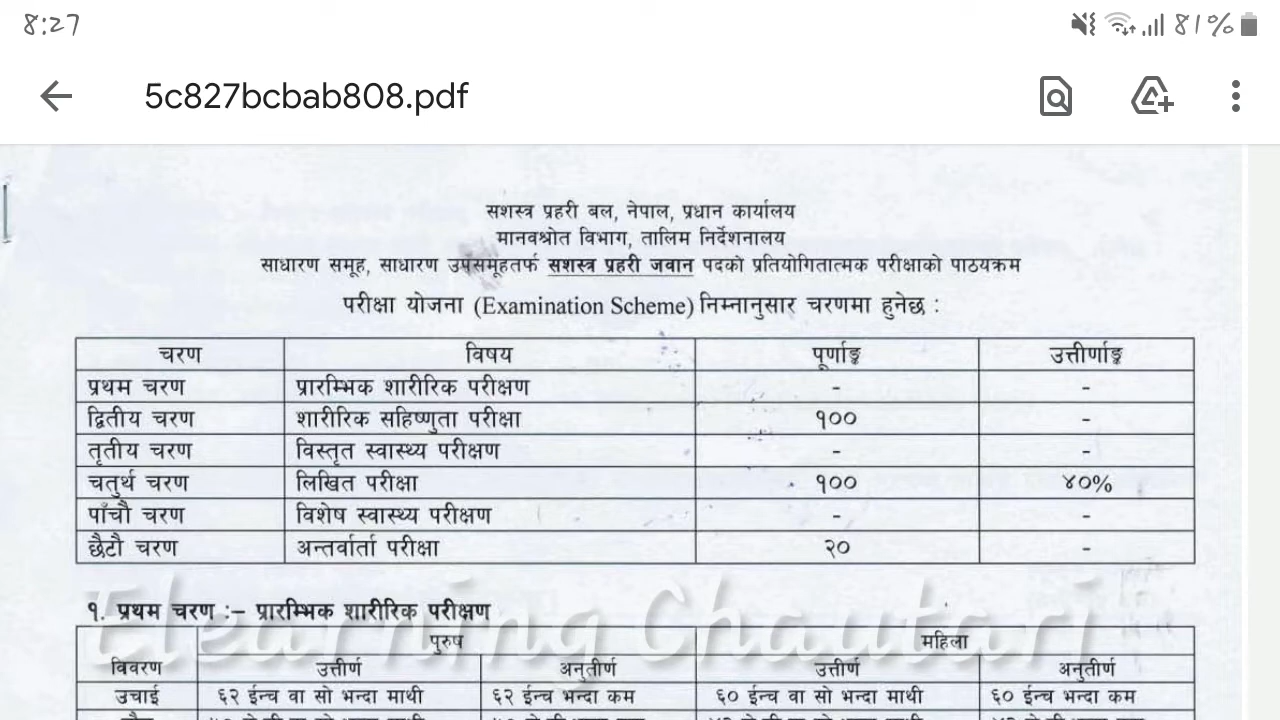 8:27 81%
5c827bcbab808.pdf
सशस्त्र प्रहरी बल, नेपाल, प्रधान कार्यालय
मानवश्रोत विभाग, तालिम निर्देशनालय
साधारण समूह, साधारण उपसमूहतर्फ सशस्त्र प्रहरी जवान पदको प्रतियोगितात्मक परीक्षाको पाठ्यक्रम
परीक्षा योजना (Examination Scheme) निम्नानुसार चरणमा हुनेछ :
चरण विषय पूर्णाङ्क उत्तीर्णाङ्क
प्रथम चरण प्रारम्भिक शारीरिक परीक्षण - -
द्वितीय चरण शारीरिक सहिष्णुता परीक्षा १०० -
तृतीय चरण विस्तृत स्वास्थ्य परीक्षण - -
चतुर्थ चरण लिखित परीक्षा १०० ४०%
पाँचौ चरण विशेष स्वास्थ्य परीक्षण - -
छैटौ चरण अन्तर्वार्ता परीक्षा २० -
Elearning Chautari
१. प्रथम चरण :– प्रारम्भिक शारीरिक परीक्षण
पुरुष महिला
विवरण उत्तीर्ण अनुतीर्ण उत्तीर्ण अनुतीर्ण
उचाई ६२ ईन्च वा सो भन्दा माथी ६२ ईन्च भन्दा कम ६० ईन्च वा सो भन्दा माथी ६० ईन्च भन्दा कम